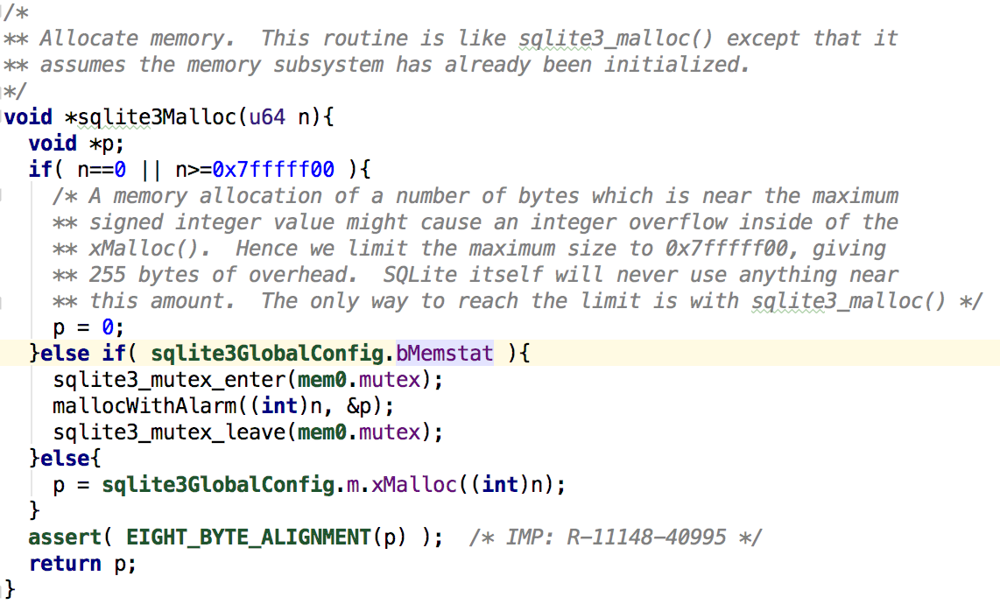 /*
** Allocate memory.  This routine is like sqlite3_malloc() except that it
** assumes the memory subsystem has already been initialized.
*/
void *sqlite3Malloc(u64 n){
  void *p;
  if( n==0 || n>=0x7fffff00 ){
    /* A memory allocation of a number of bytes which is near the maximum
    ** signed integer value might cause an integer overflow inside of the
    ** xMalloc().  Hence we limit the maximum size to 0x7fffff00, giving
    ** 255 bytes of overhead.  SQLite itself will never use anything near
    ** this amount.  The only way to reach the limit is with sqlite3_malloc() */
    p = 0;
  }else if( sqlite3GlobalConfig.bMemstat ){
    sqlite3_mutex_enter(mem0.mutex);
    mallocWithAlarm((int)n, &p);
    sqlite3_mutex_leave(mem0.mutex);
  }else{
    p = sqlite3GlobalConfig.m.xMalloc((int)n);
  }
  assert( EIGHT_BYTE_ALIGNMENT(p) );  /* IMP: R-11148-40995 */
  return p;
}